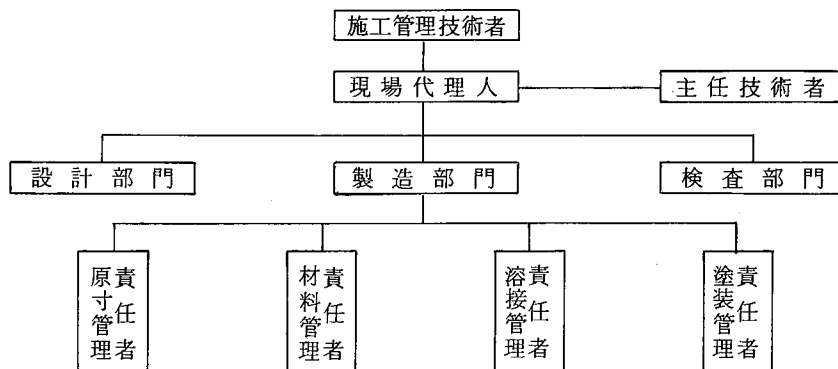 施工管理技術者
現場代理人
主任技術者
設計部門
製造部門
検査部門
原寸管理
責任者
材料管理
責任者
溶接管理
責任者
塗装管理
責任者